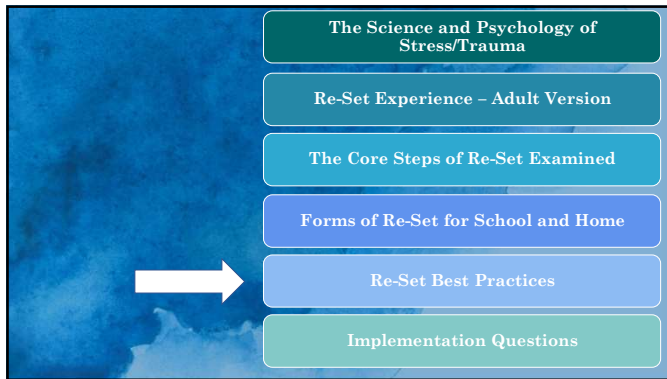 The Science and Psychology of
Stress/Trauma
Re-Set Experience – Adult Version
The Core Steps of Re-Set Examined
Forms of Re-Set for School and Home
Re-Set Best Practices
Implementation Questions